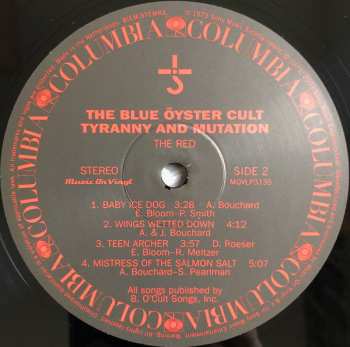 COLUMBIA COLUMBIA COLUMBIA COLUMBIA COLUMBIA COLUMBIA
THE BLUE ÖYSTER CULT
TYRANNY AND MUTATION
THE RED
STEREO SIDE 2
Music On Vinyl MOVLP3135
1. BABY ICE DOG 3:28 A. Bouchard
E. Bloom–P. Smith
2. WINGS WETTED DOWN 4:12
A. & J. Bouchard
3. TEEN ARCHER 3:57 D. Roeser
E. Bloom–R. Meltzer
4. MISTRESS OF THE SALMON SALT 5:07
A. Bouchard–S. Pearlman
All songs published by
B. O'Cult Songs, Inc.